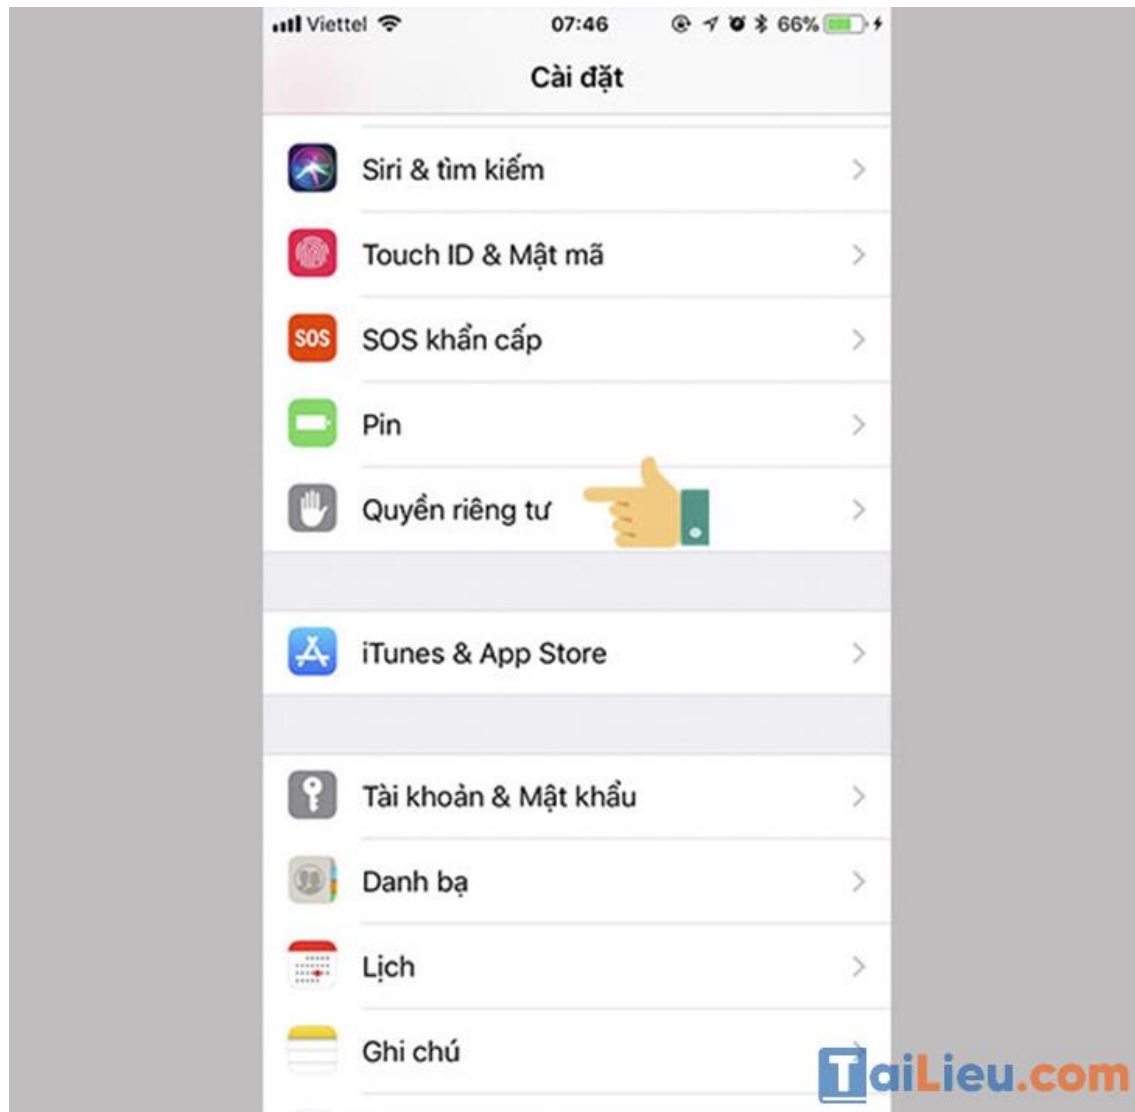 Viettel 07:46 66%
Cài đặt
Siri & tìm kiếm
Touch ID & Mật mã
SOS SOS khẩn cấp
Pin
Quyền riêng tư
iTunes & App Store
Tài khoản & Mật khẩu
Danh bạ
Lịch
Ghi chú
TaiLieu.com